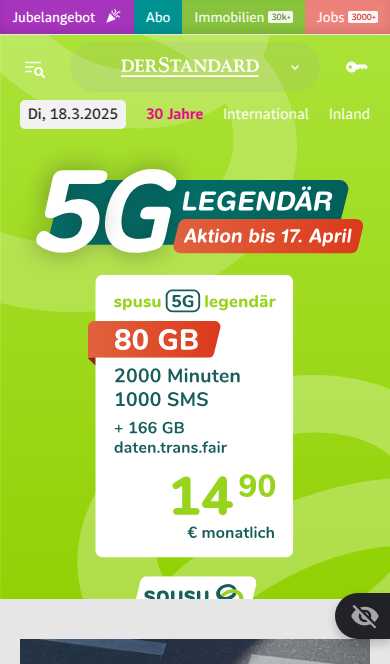 Jubelangebot Abo Immobilien 30k+ Jobs 3000+
DERSTANDARD
Di, 18.3.2025 30 Jahre International Inland
5G LEGENDÄR
Aktion bis 17. April
spusu 5G legendär
80 GB
2000 Minuten
1000 SMS
+ 166 GB
daten.trans.fair
14 90
€ monatlich
spusu